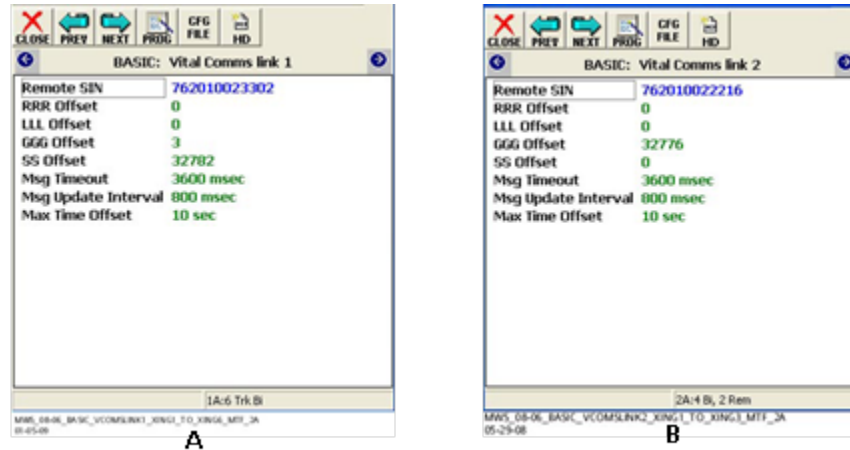 CLOSE PREV NEXT PROG CFG FILE HD
BASIC: Vital Comms link 1
Remote SIN 762010023302
RRR Offset 0
LLL Offset 0
GGG Offset 3
SS Offset 32782
Msg Timeout 3600 msec
Msg Update Interval 800 msec
Max Time Offset 10 sec
1A:6 Trk Bi
MW5_08-06_BASIC_VCOMSLINK1_XING1_TO_XING6_MTF_2A
01-05-09
A
CLOSE PREV NEXT PROG CFG FILE HD
BASIC: Vital Comms link 2
Remote SIN 762010022216
RRR Offset 0
LLL Offset 0
GGG Offset 32776
SS Offset 0
Msg Timeout 3600 msec
Msg Update Interval 800 msec
Max Time Offset 10 sec
2A:4 Bi, 2 Rem
MW5_08-06_BASIC_VCOMSLINK2_XING1_TO_XING3_MTF_2A
05-29-08
B